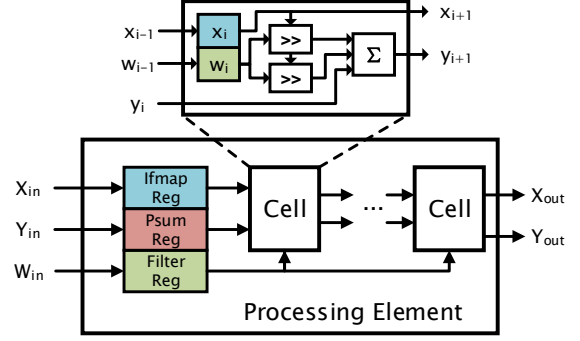 xi-1 xi >> xi+1
wi-1 wi >> Σ yi+1
yi
Xin Ifmap Reg Cell ... Cell Xout
Yin Psum Reg Yout
Win Filter Reg
Processing Element